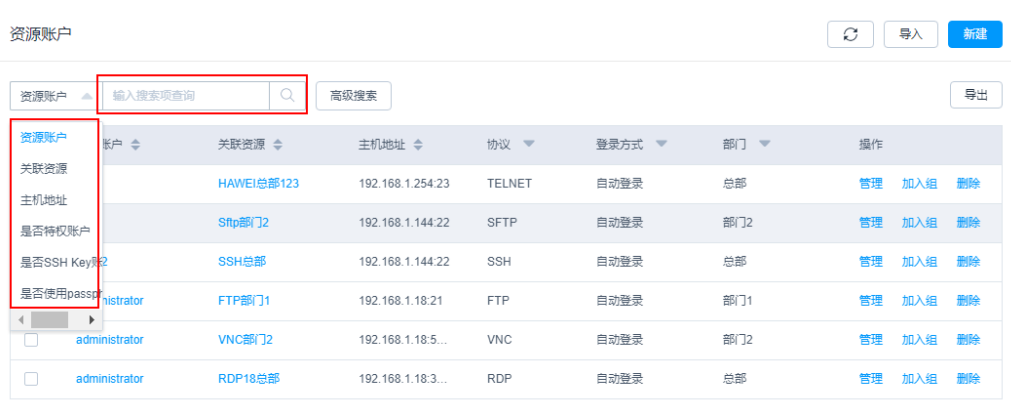 资源账户
导入
新建
资源账户
输入搜索项查询
高级搜索
导出
资源账户
关联资源
主机地址
是否特权账户
是否SSH Key账
是否使用passph
账户 关联资源 主机地址 协议 登录方式 部门 操作
HAWEI总部123 192.168.1.254:23 TELNET 自动登录 总部 管理 加入组 删除
Sftp部门2 192.168.1.144:22 SFTP 自动登录 部门2 管理 加入组 删除
2 SSH总部 192.168.1.144:22 SSH 自动登录 总部 管理 加入组 删除
nistrator FTP部门1 192.168.1.18:21 FTP 自动登录 部门1 管理 加入组 删除
administrator VNC部门2 192.168.1.18:5... VNC 自动登录 部门2 管理 加入组 删除
administrator RDP18总部 192.168.1.18:3... RDP 自动登录 总部 管理 加入组 删除